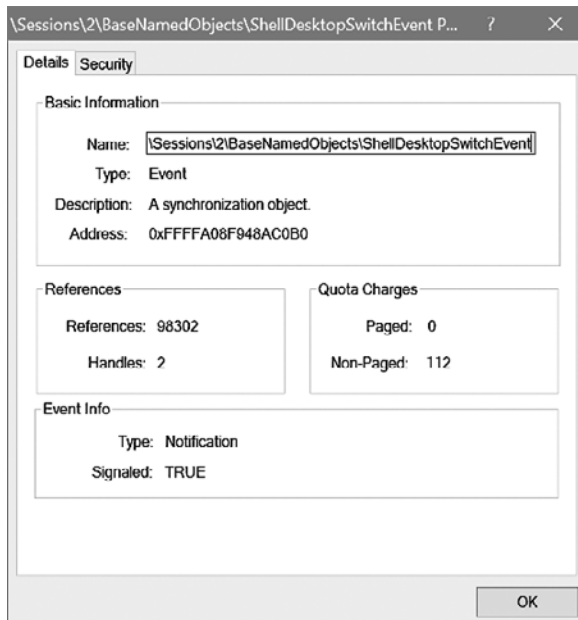 \Sessions\2\BaseNamedObjects\ShellDesktopSwitchEvent P... ? ×
Details Security
Basic Information
Name: \Sessions\2\BaseNamedObjects\ShellDesktopSwitchEvent
Type: Event
Description: A synchronization object.
Address: 0xFFFFA08F948AC0B0
References
References: 98302
Handles: 2
Quota Charges
Paged: 0
Non-Paged: 112
Event Info
Type: Notification
Signaled: TRUE
OK